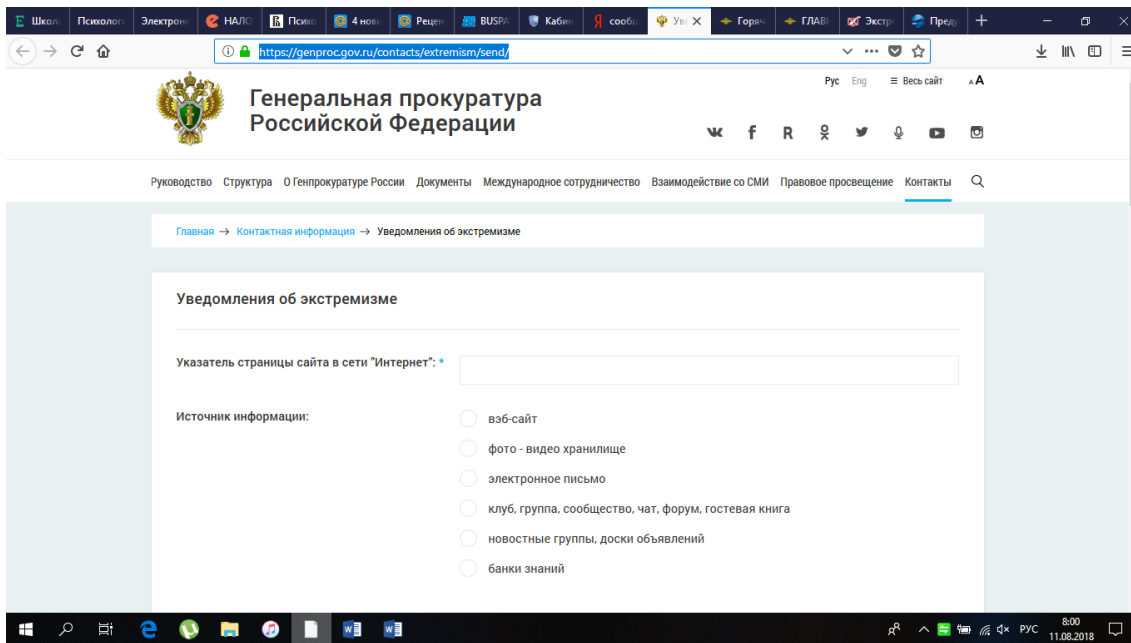 Школ Психолог Электрон НАЛО Психо 4 нов Рецен BUSPA Кабин сообщ Ув Горяч ГЛАВ Экстр Преду
https://genproc.gov.ru/contacts/extremism/send/
Рус Eng Весь сайт А А
Генеральная прокуратура
Российской Федерации
Руководство Структура О Генпрокуратуре России Документы Международное сотрудничество Взаимодействие со СМИ Правовое просвещение Контакты
Главная → Контактная информация → Уведомления об экстремизме
Уведомления об экстремизме
Указатель страницы сайта в сети "Интернет": *
Источник информации:
вэб-сайт
фото - видео хранилище
электронное письмо
клуб, группа, сообщество, чат, форум, гостевая книга
новостные группы, доски объявлений
банки знаний
РУС 8:00
11.08.2018